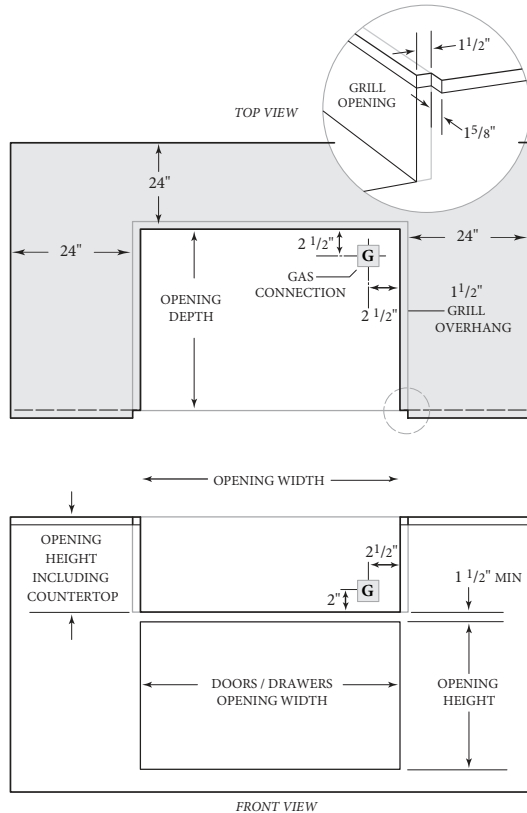 1 1/2"
GRILL
OPENING
1 5/8"
TOP VIEW
24"
24"
2 1/2"
G
24"
GAS
CONNECTION
OPENING
DEPTH
2 1/2"
1 1/2"
GRILL
OVERHANG
OPENING WIDTH
OPENING
HEIGHT
INCLUDING
COUNTERTOP
2 1/2"
2"
G
1 1/2" MIN
DOORS / DRAWERS
OPENING WIDTH
OPENING
HEIGHT
FRONT VIEW